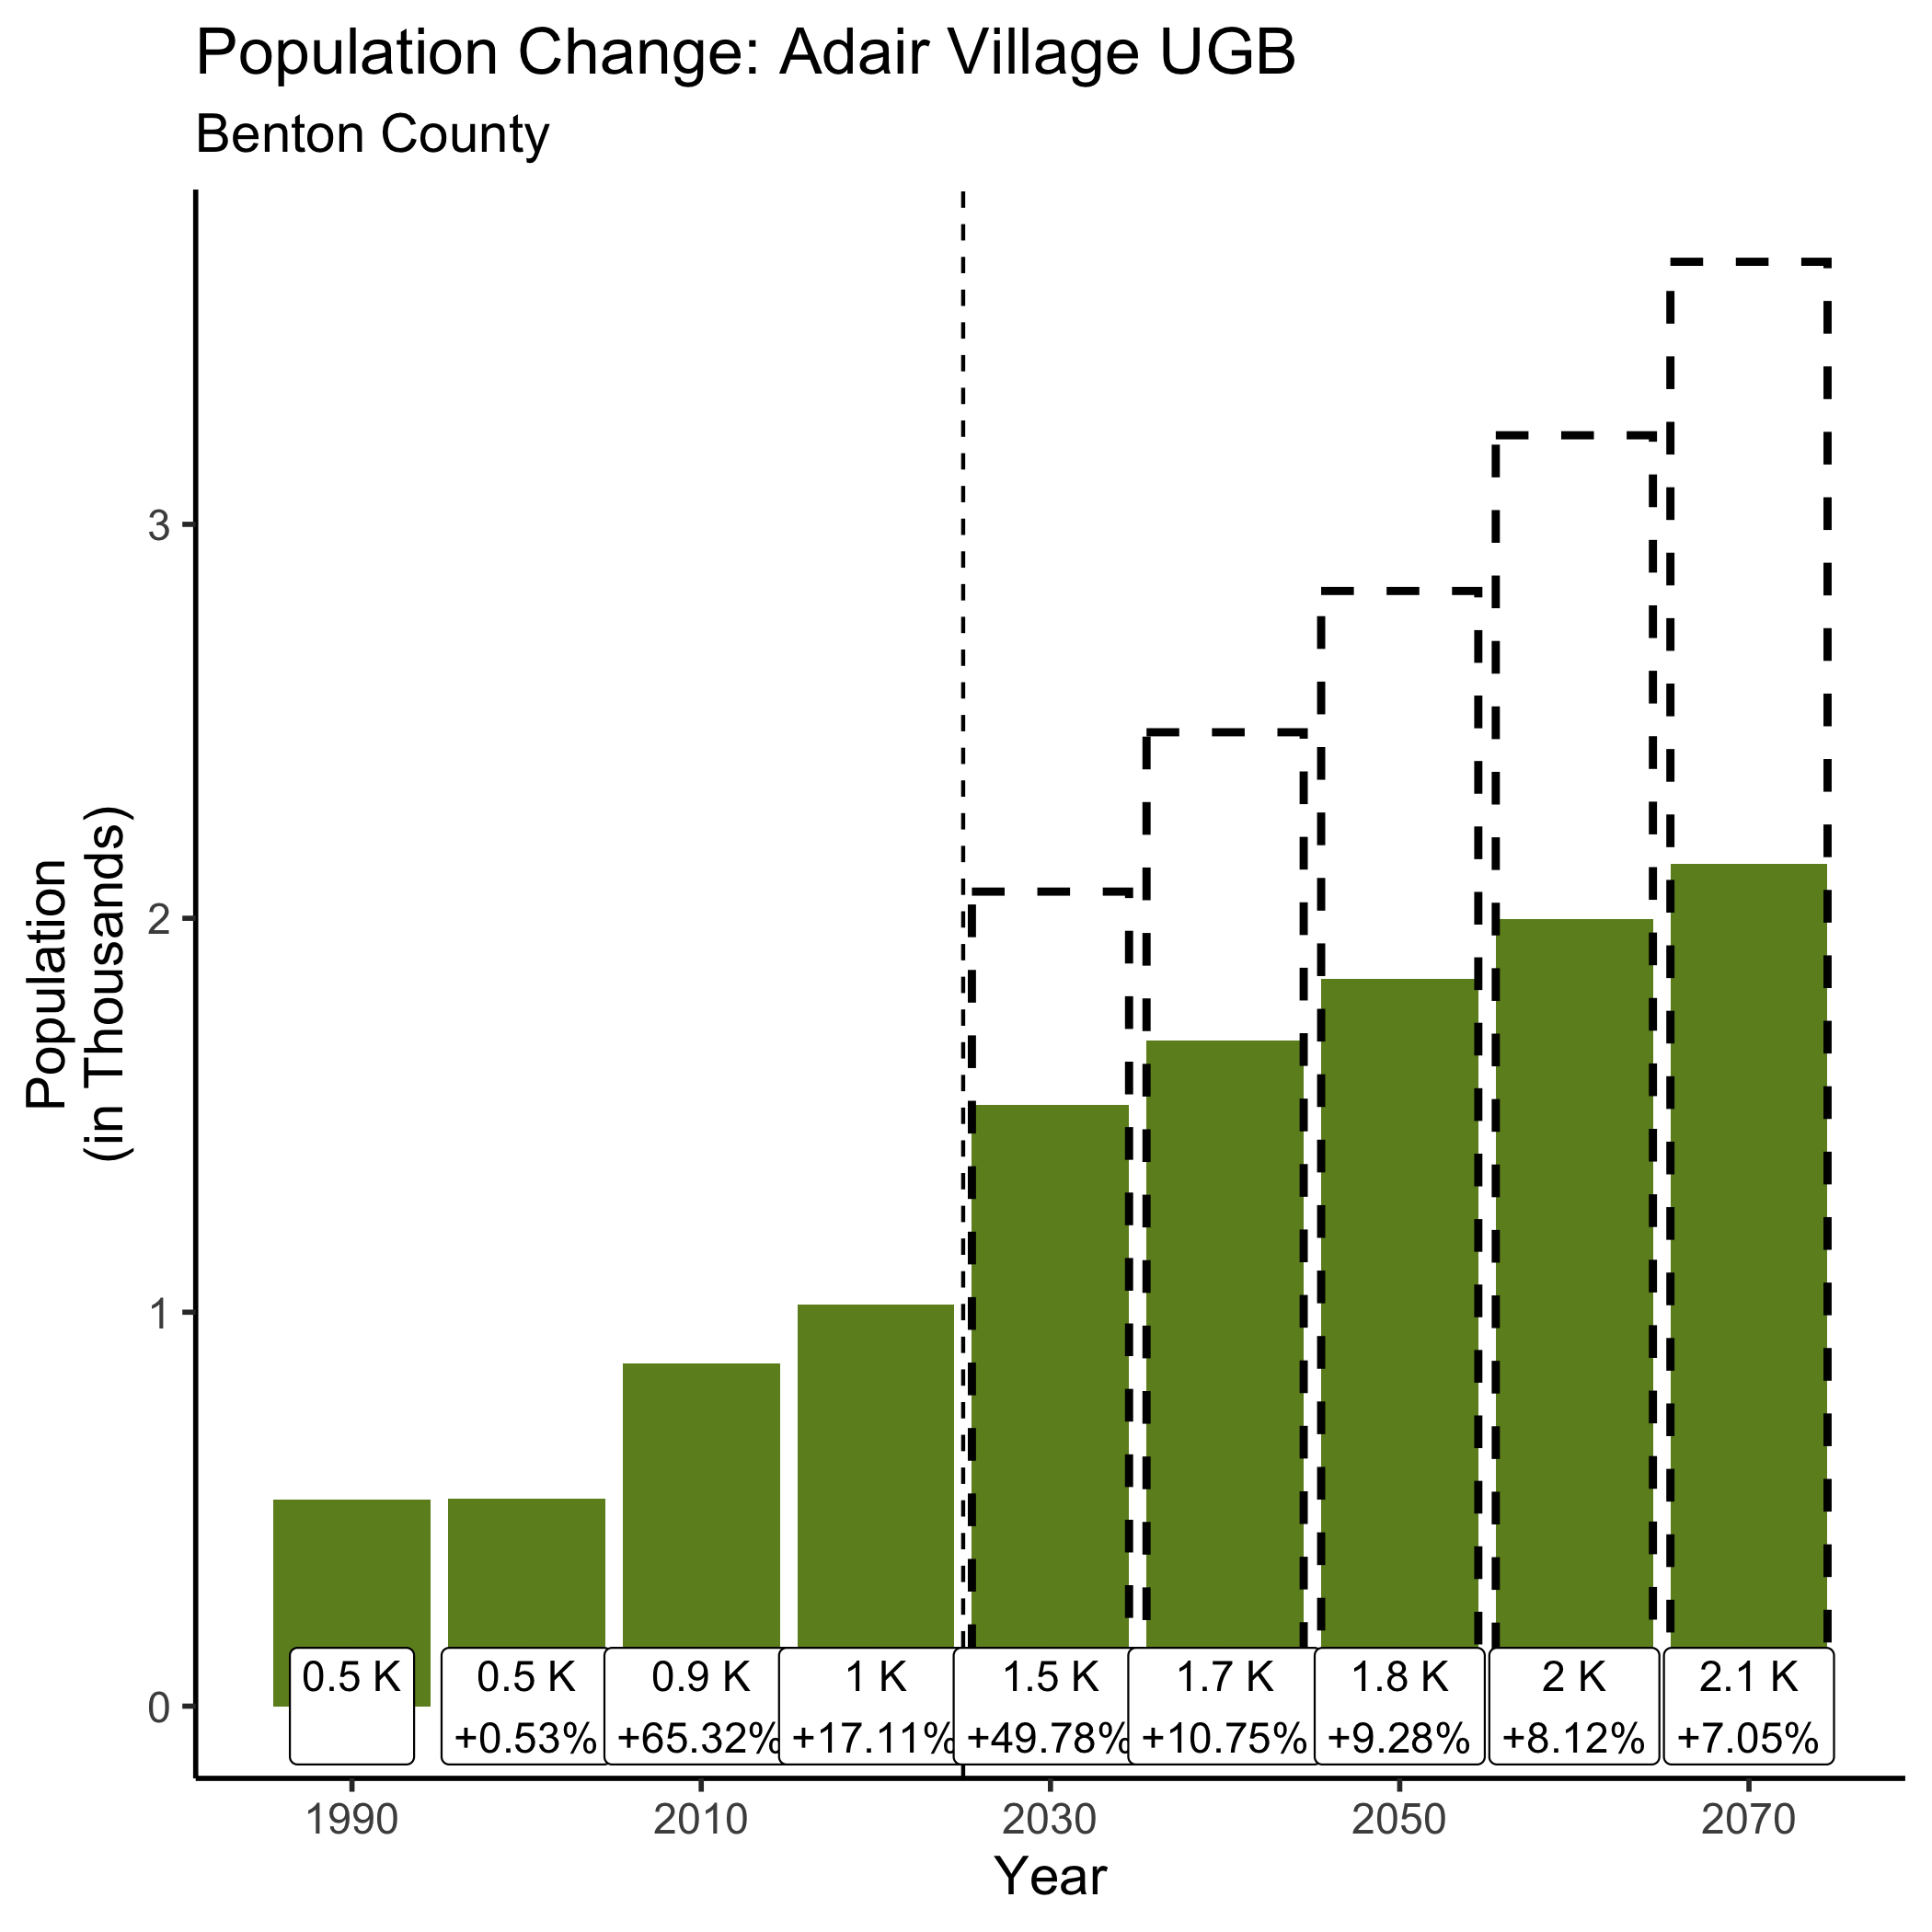 Population Change: Adair Village UGB
Benton County
Population
(in Thousands)
3
2
1
0
0.5 K
0.5 K
+0.53%
0.9 K
+65.32%
1 K
+17.11%
1.5 K
+49.78%
1.7 K
+10.75%
1.8 K
+9.28%
2 K
+8.12%
2.1 K
+7.05%
1990
2010
2030
2050
2070
Year